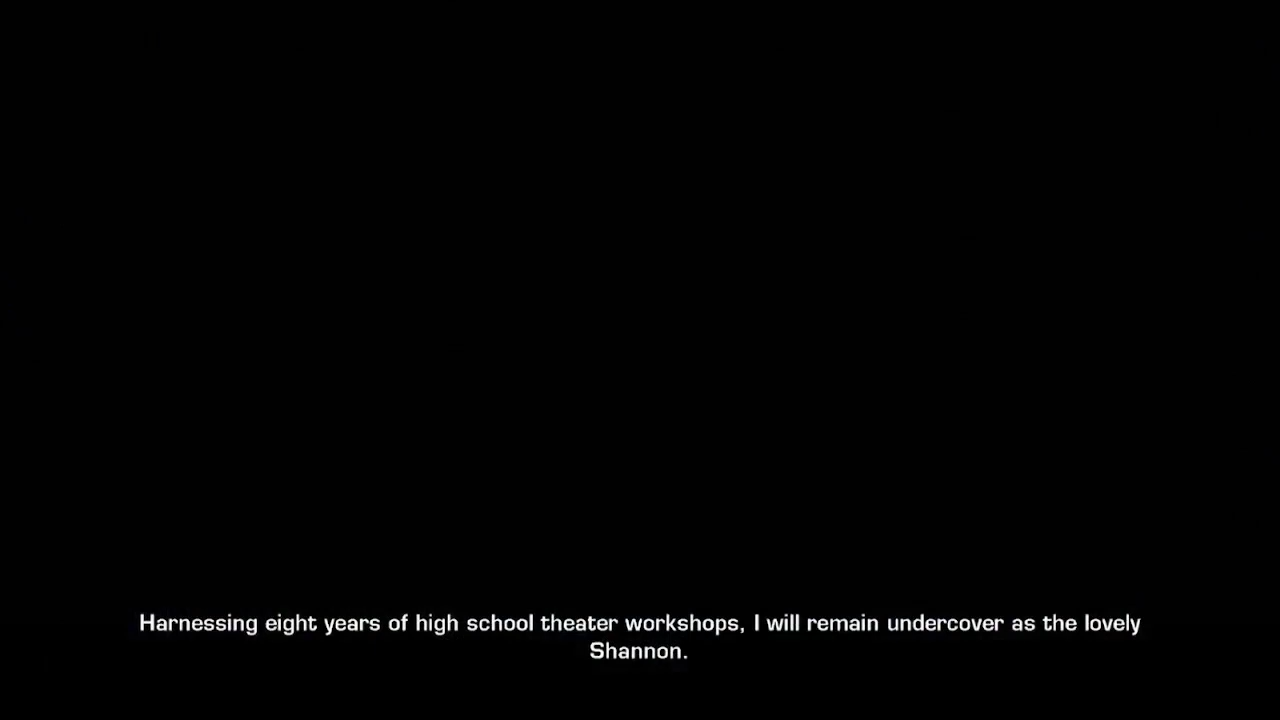 Harnessing eight years of high school theater workshops, I will remain undercover as the lovely
Shannon.